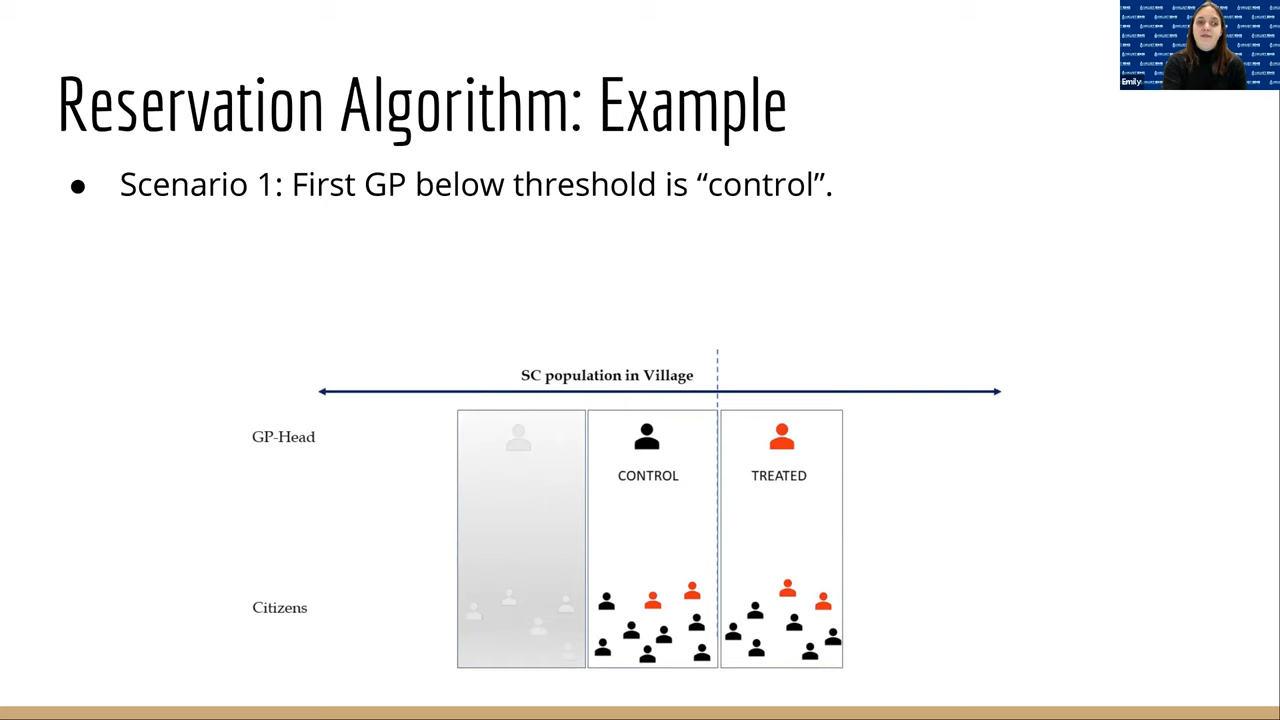 Reservation Algorithm: Example
● Scenario 1: First GP below threshold is “control”.
SC population in Village
GP-Head
CONTROL
TREATED
Citizens
Emily